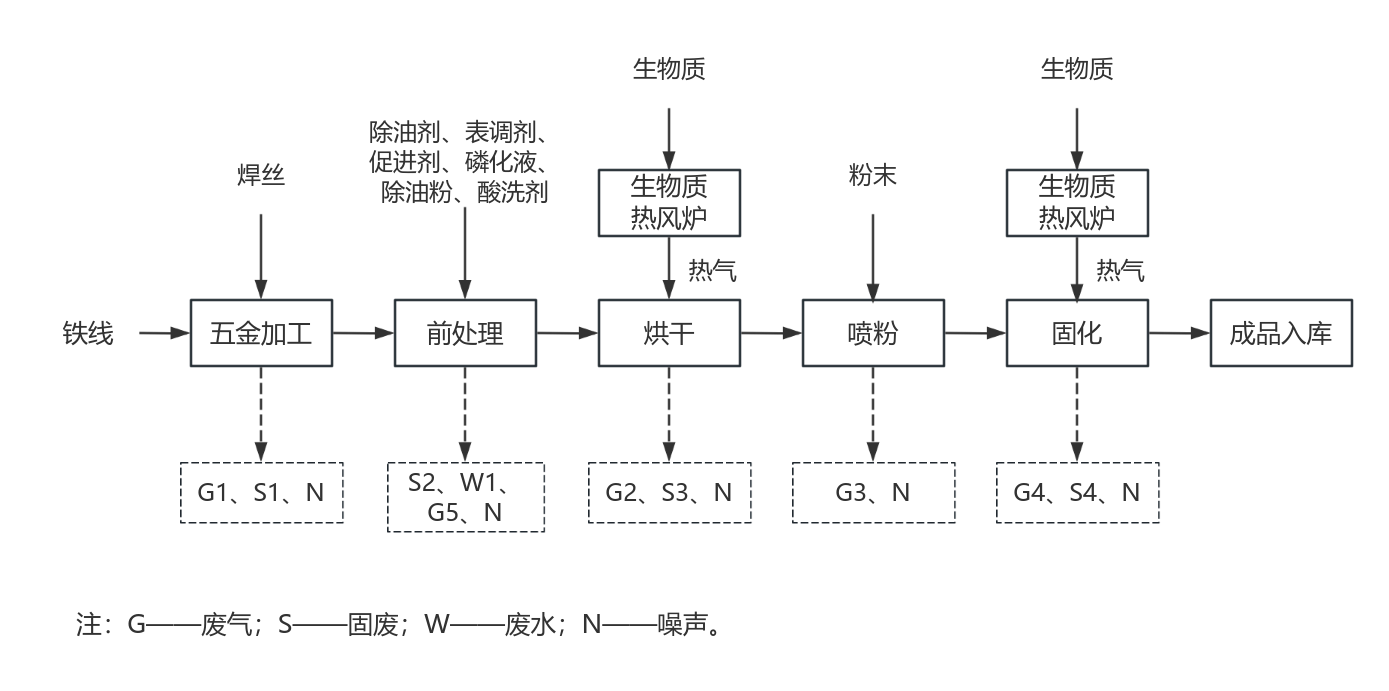 生物质
生物质
除油剂、表调剂、
促进剂、磷化液、
除油粉、酸洗剂
焊丝
生物质
热风炉
粉末
生物质
热风炉
热气
热气
铁线
五金加工
前处理
烘干
喷粉
固化
成品入库
G1、S1、N
S2、W1、
G5、N
G2、S3、N
G3、N
G4、S4、N
注：G——废气；S——固废；W——废水；N——噪声。